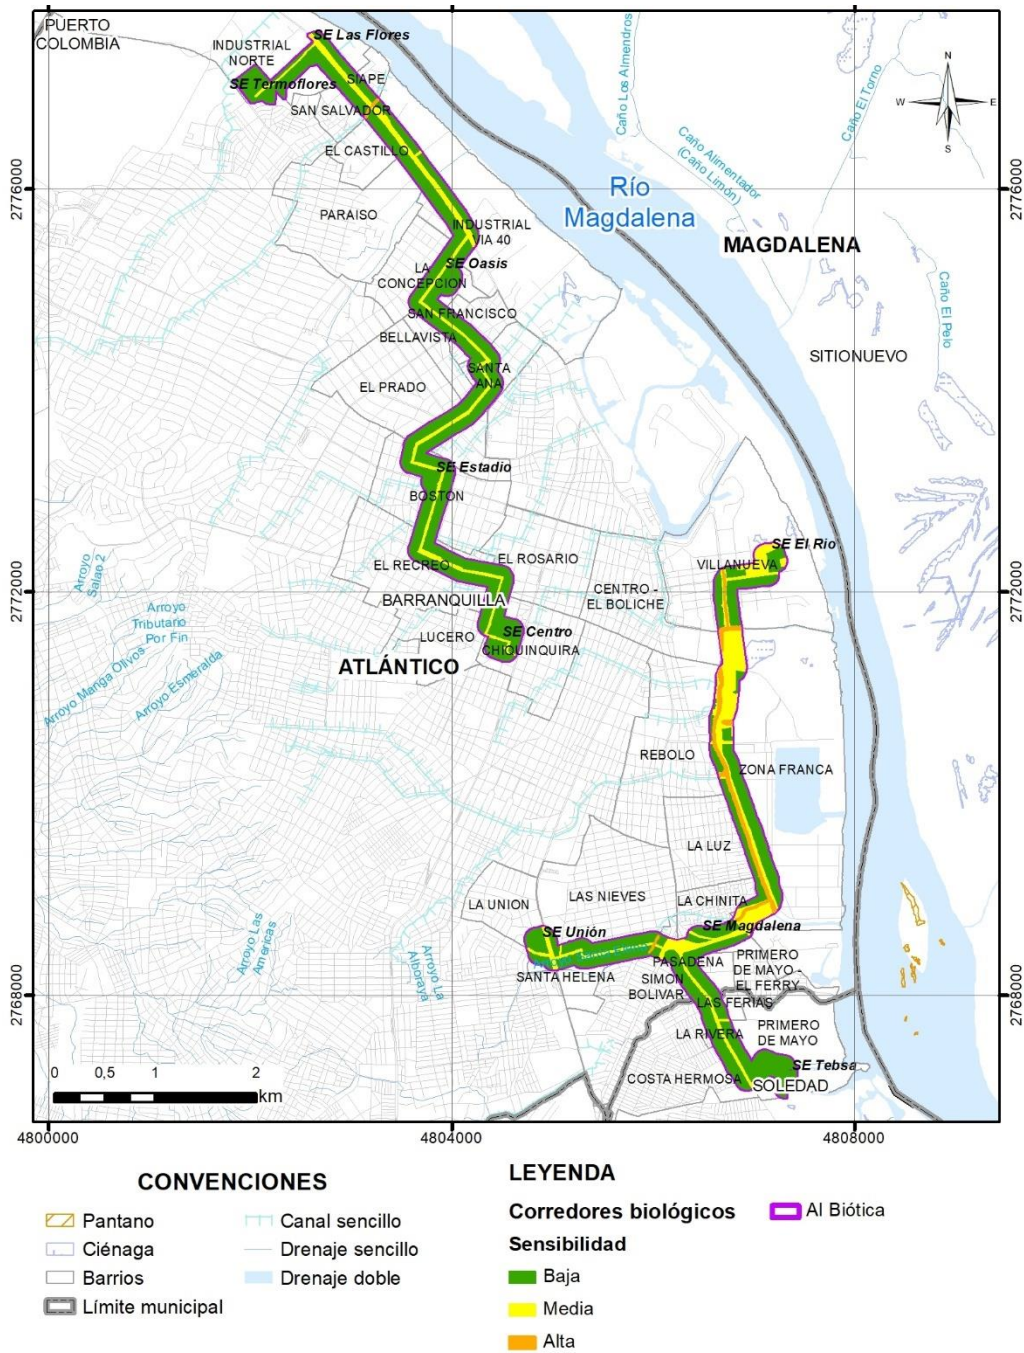 PUERTO
COLOMBIA
INDUSTRIAL
NORTE
SE Las Flores
SE Termoflores
SIAPE
SAN SALVADOR
EL CASTILLO
PARAISO
INDUSTRIAL
VIA 40
SE Oasis
LA
CONCEPCION
SAN FRANCISCO
BELLAVISTA
SANTA
ANA
EL PRADO
SE Estadio
BOSTON
EL ROSARIO
EL RECREO
BARRANQUILLA
LUCERO
SE Centro
CHIQUINQUIRA
ATLÁNTICO
CENTRO -
EL BOLICHE
SE El Rio
VILLANUEVA
REBOLO
ZONA FRANCA
LA LUZ
LAS NIEVES
LA UNION
LA CHINITA
SE Unión
SE Magdalena
SANTA HELENA
PASADENA
SIMON
BOLIVAR
PRIMERO
DE MAYO -
EL FERRY
LAS FERIAS
LA RIVERA
PRIMERO
DE MAYO
COSTA HERMOSA
SE Tebsa
SOLEDAD
Río
Magdalena
MAGDALENA
SITIONUEVO
Caño Los Almendros
Caño Alimentador
(Caño Limón)
Caño El Torno
Caño El Pelo
Arroyo
Salao 2
Arroyo
Tributario
Por Fin
Arroyo Manga Olivos
Arroyo Esmeralda
Arroyo Las
Americas
Arroyo La
Alboraya
N
W
E
S
2776000
2776000
2772000
2772000
2768000
2768000
0 0,5 1 2
km
4800000
4804000
4808000
CONVENCIONES
Pantano
Ciénaga
Barrios
Límite municipal
Canal sencillo
Drenaje sencillo
Drenaje doble
LEYENDA
Corredores biológicos
AI Biótica
Sensibilidad
Baja
Media
Alta